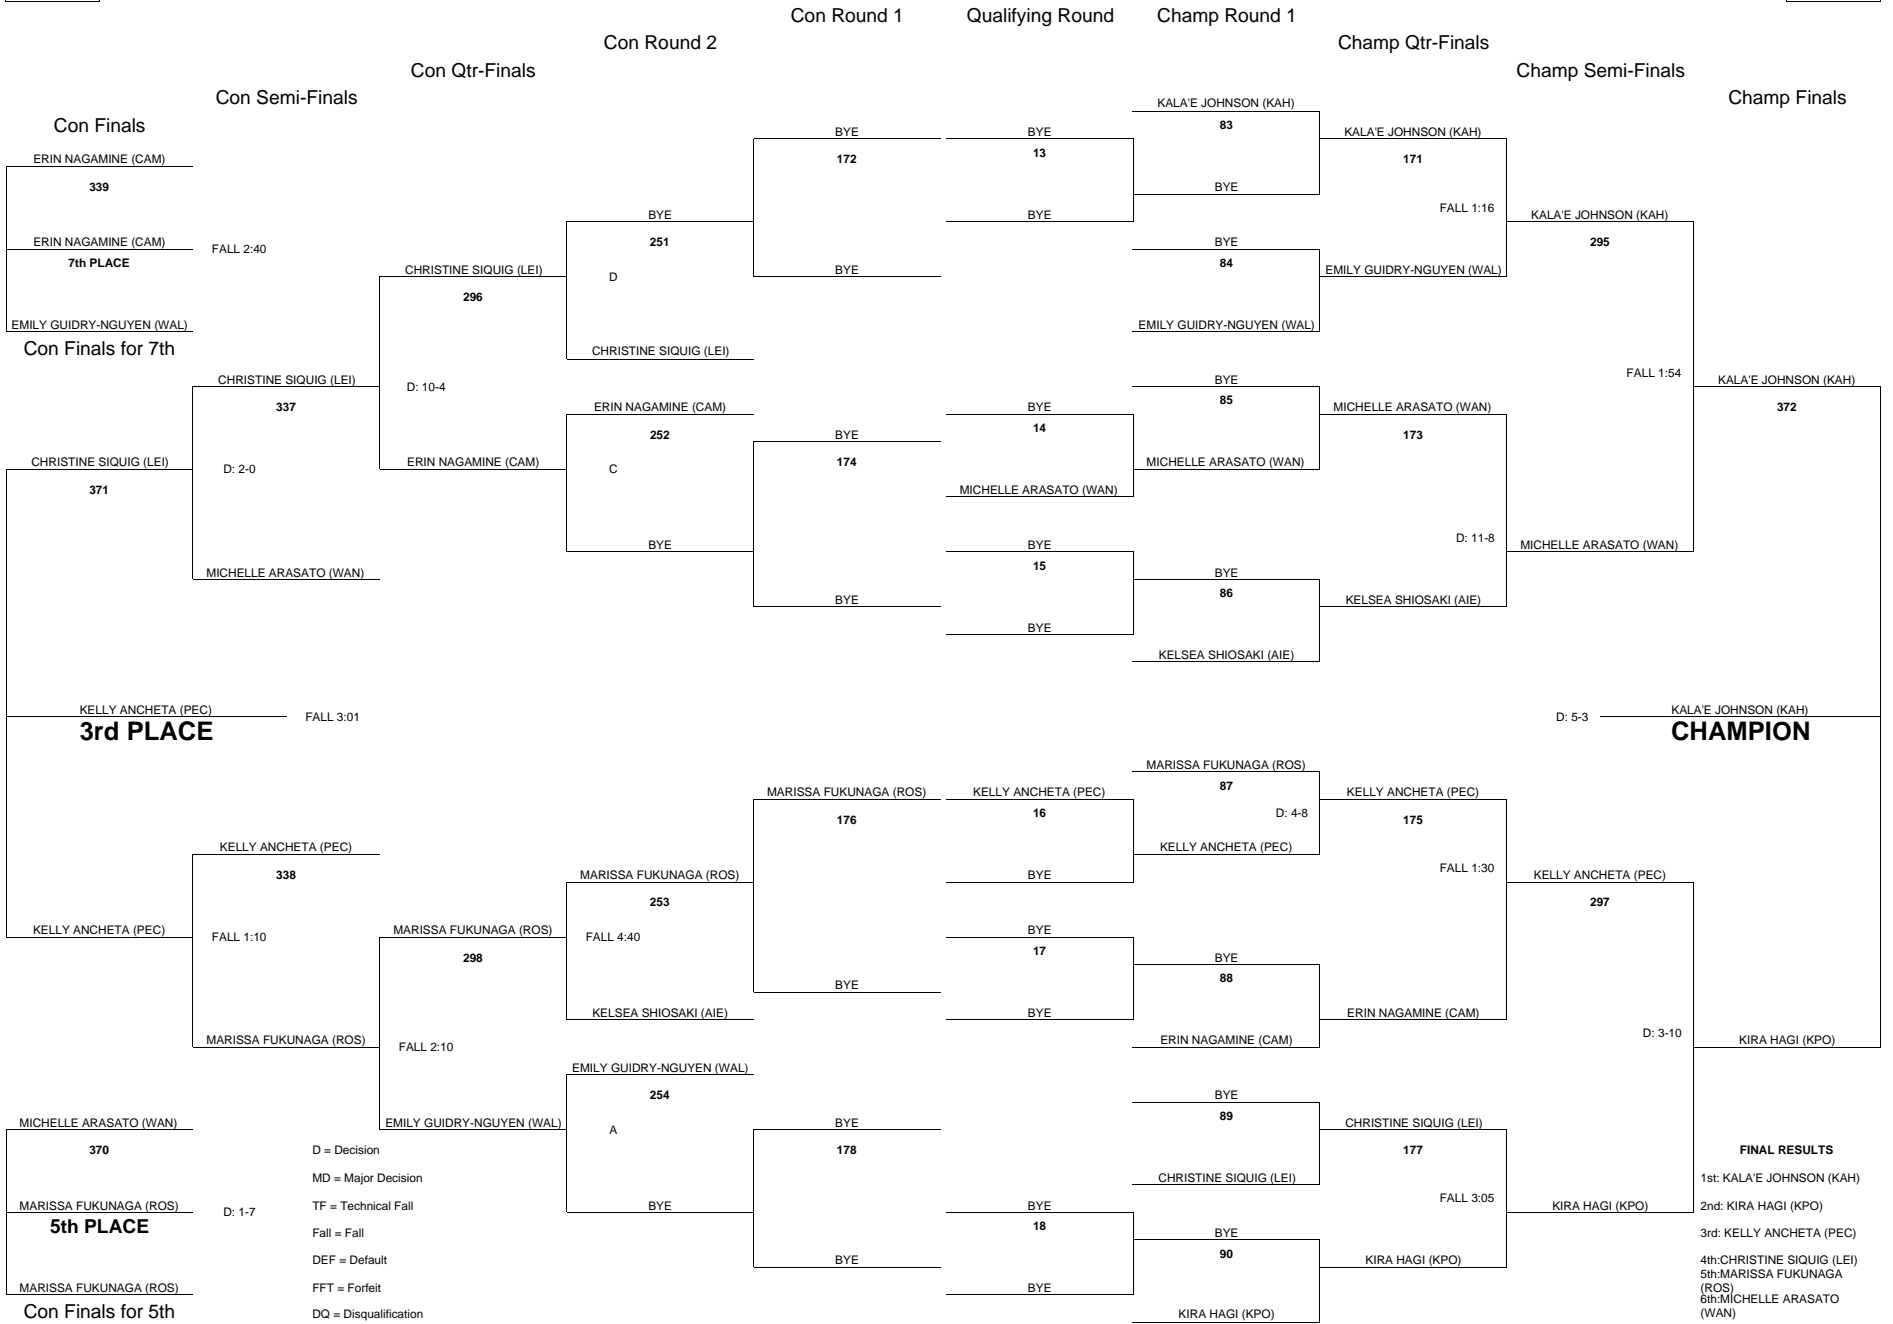 Con Round 1
Qualifying Round
Champ Round 1
Con Round 2
Champ Qtr-Finals
Con Qtr-Finals
Champ Semi-Finals
Con Semi-Finals
Champ Finals
Con Finals
ERIN NAGAMINE (CAM)
339
ERIN NAGAMINE (CAM)
7th PLACE
FALL 2:40
EMILY GUIDRY-NGUYEN (WAL)
Con Finals for 7th
CHRISTINE SIQUIG (LEI)
371
KELLY ANCHETA (PEC)
3rd PLACE
FALL 3:01
KELLY ANCHETA (PEC)
MICHELLE ARASATO (WAN)
370
MARISSA FUKUNAGA (ROS)
5th PLACE
D: 1-7
MARISSA FUKUNAGA (ROS)
Con Finals for 5th
CHRISTINE SIQUIG (LEI)
337
D: 2-0
MICHELLE ARASATO (WAN)
KELLY ANCHETA (PEC)
338
FALL 1:10
MARISSA FUKUNAGA (ROS)
D = Decision
MD = Major Decision
TF = Technical Fall
Fall = Fall
DEF = Default
FFT = Forfeit
DQ = Disqualification
CHRISTINE SIQUIG (LEI)
296
D: 10-4
ERIN NAGAMINE (CAM)
MARISSA FUKUNAGA (ROS)
298
FALL 2:10
EMILY GUIDRY-NGUYEN (WAL)
BYE
251
D
CHRISTINE SIQUIG (LEI)
ERIN NAGAMINE (CAM)
252
C
BYE
MARISSA FUKUNAGA (ROS)
253
FALL 4:40
KELSEA SHIOSAKI (AIE)
EMILY GUIDRY-NGUYEN (WAL)
254
A
BYE
BYE
172
BYE
BYE
174
BYE
MARISSA FUKUNAGA (ROS)
176
BYE
BYE
178
BYE
BYE
13
BYE
BYE
14
MICHELLE ARASATO (WAN)
BYE
15
BYE
KELLY ANCHETA (PEC)
16
BYE
BYE
17
BYE
BYE
18
BYE
KALA'E JOHNSON (KAH)
83
BYE
BYE
84
EMILY GUIDRY-NGUYEN (WAL)
BYE
85
MICHELLE ARASATO (WAN)
BYE
86
KELSEA SHIOSAKI (AIE)
MARISSA FUKUNAGA (ROS)
87
D: 4-8
KELLY ANCHETA (PEC)
BYE
88
ERIN NAGAMINE (CAM)
BYE
89
CHRISTINE SIQUIG (LEI)
BYE
90
KIRA HAGI (KPO)
KALA'E JOHNSON (KAH)
171
FALL 1:16
EMILY GUIDRY-NGUYEN (WAL)
MICHELLE ARASATO (WAN)
173
D: 11-8
KELSEA SHIOSAKI (AIE)
KELLY ANCHETA (PEC)
175
FALL 1:30
ERIN NAGAMINE (CAM)
CHRISTINE SIQUIG (LEI)
177
FALL 3:05
KIRA HAGI (KPO)
KALA'E JOHNSON (KAH)
295
FALL 1:54
MICHELLE ARASATO (WAN)
KELLY ANCHETA (PEC)
297
D: 3-10
KIRA HAGI (KPO)
KALA'E JOHNSON (KAH)
372
D: 5-3
KALA'E JOHNSON (KAH)
CHAMPION
KIRA HAGI (KPO)
FINAL RESULTS
1st: KALA'E JOHNSON (KAH)
2nd: KIRA HAGI (KPO)
3rd: KELLY ANCHETA (PEC)
4th:CHRISTINE SIQUIG (LEI)
5th:MARISSA FUKUNAGA
(ROS)
6th:MICHELLE ARASATO
(WAN)